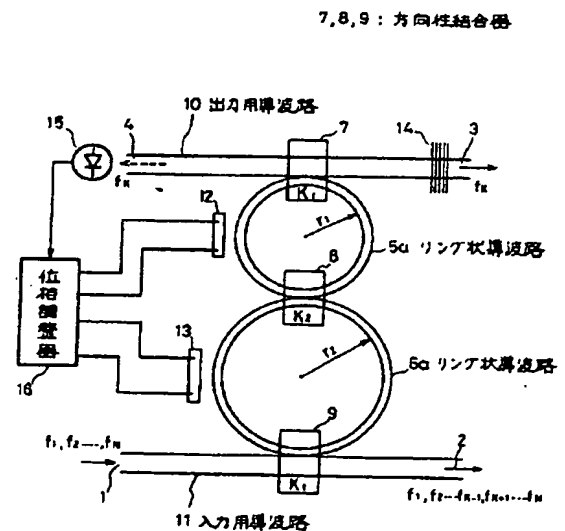 7,8,9 : 方向性結合器
10 出力用導波路
7
15
4
14
3
fK
fK
K1
12
r1
5a リング状導波路
8
K2
位相調整器
16
13
r2
6a リング状導波路
9
f1, f2----, fN
K1
1
2
11 入力用導波路
f1, f2--fK-1, fK+1---fN